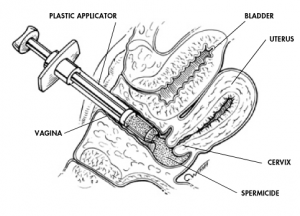 PLASTIC APPLICATOR
BLADDER
UTERUS
VAGINA
CERVIX
SPERMICIDE